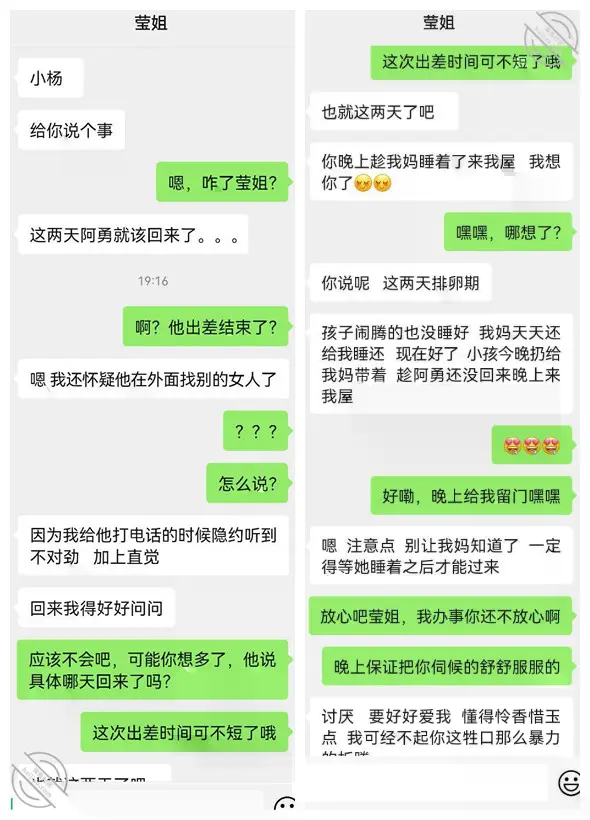 莹姐
小杨
给你说个事
嗯，咋了莹姐？
这两天阿勇就该回来了。。。
19:16
啊？他出差结束了？
嗯 我还怀疑他在外面找别的女人了
？？？
怎么说？
因为我给他打电话的时候隐约听到
不对劲 加上直觉
回来我得好好问问
应该不会吧，可能你想多了，他说
具体哪天回来了吗？
这次出差时间可不短了哦
也就这两天了吧
莹姐
这次出差时间可不短了哦
也就这两天了吧
你晚上趁我妈睡着了来我屋 我想
你了
嘿嘿，哪想了？
你说呢 这两天排卵期
孩子闹腾的也没睡好 我妈天天还
给我睡还 现在好了 小孩今晚扔给
我妈带着 趁阿勇还没回来晚上来
我屋
好嘞，晚上给我留门嘿嘿
嗯 注意点 别让我妈知道了 一定
得等她睡着之后才能过来
放心吧莹姐，我办事你还不放心啊
晚上保证把你伺候的舒舒服服的
讨厌 要好好爱我 懂得怜香惜玉
点 我可经不起你这牲口那么暴力
的折腾